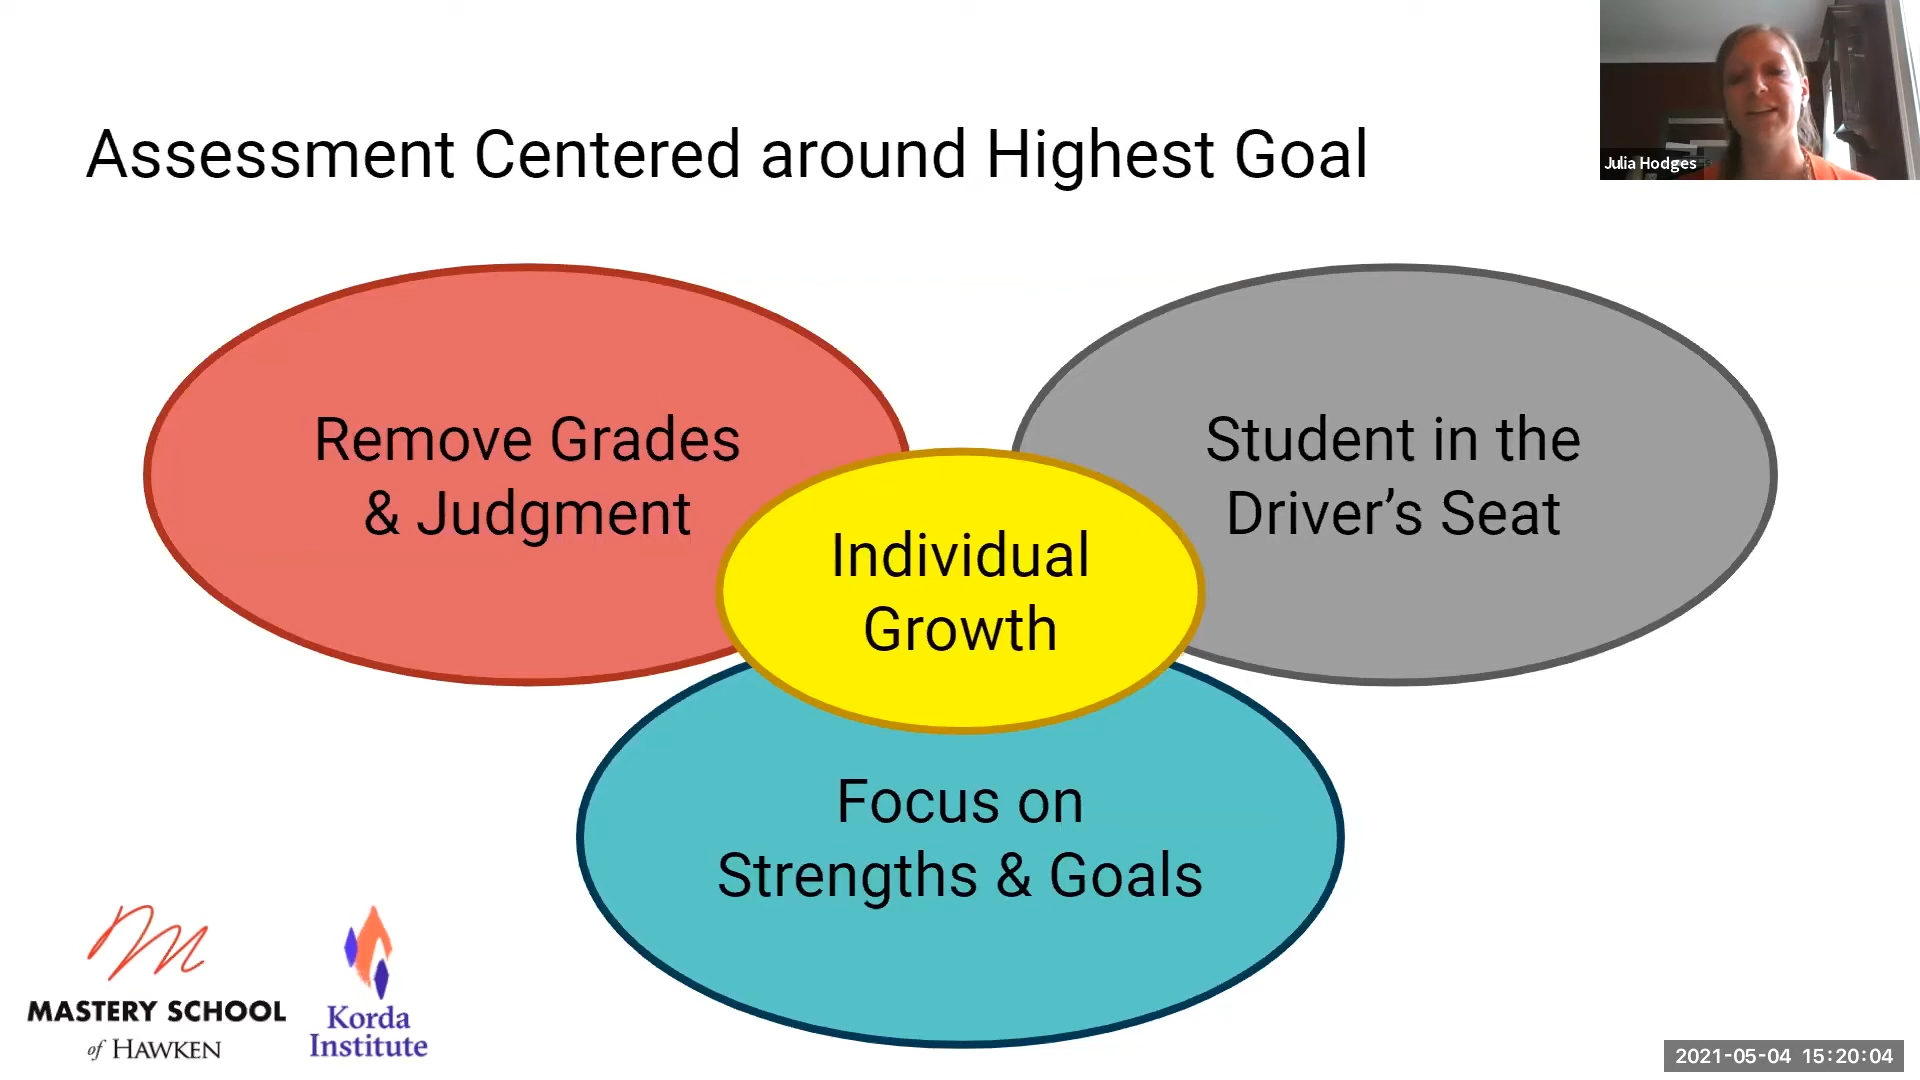 Assessment Centered around Highest Goal
Julia Hodges
Remove Grades
& Judgment
Student in the
Driver’s Seat
Individual
Growth
Focus on
Strengths & Goals
MASTERY SCHOOL
of HAWKEN
Korda
Institute
2021-05-04 15:20:04